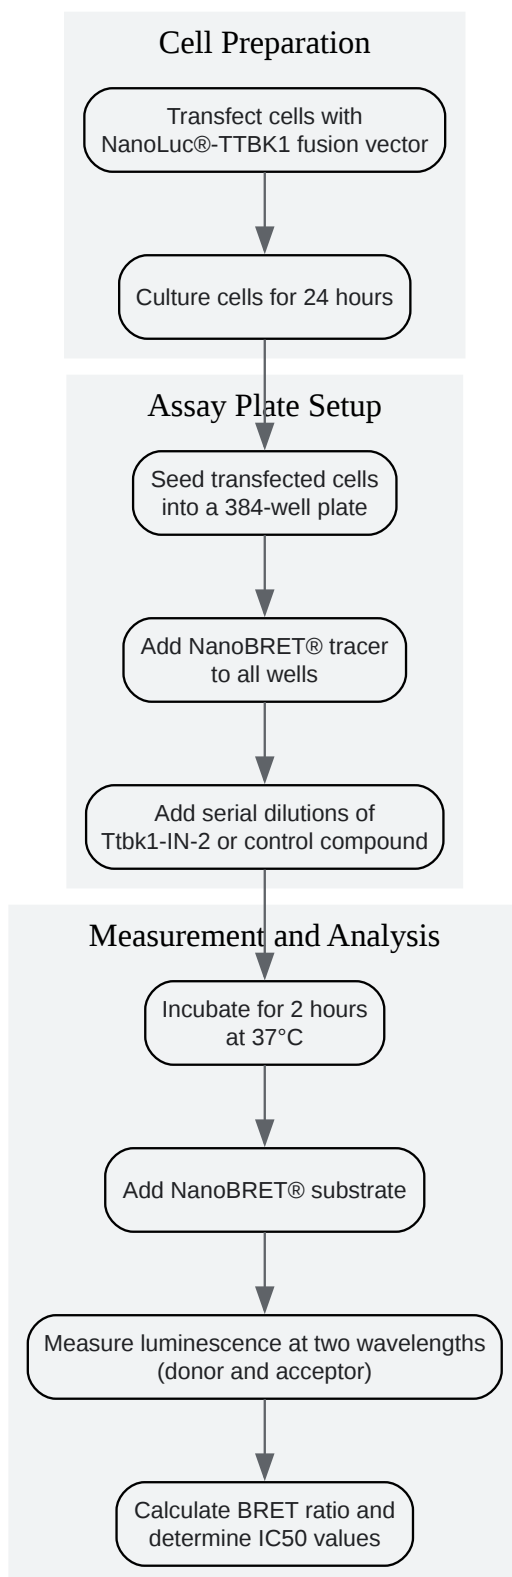 Cell Preparation
Transfect cells with
NanoLuc®-TTBK1 fusion vector
Culture cells for 24 hours
Assay Plate Setup
Seed transfected cells
into a 384-well plate
Add NanoBRET® tracer
to all wells
Add serial dilutions of
Ttbk1-IN-2 or control compound
Measurement and Analysis
Incubate for 2 hours
at 37°C
Add NanoBRET® substrate
Measure luminescence at two wavelengths
(donor and acceptor)
Calculate BRET ratio and
determine IC50 values